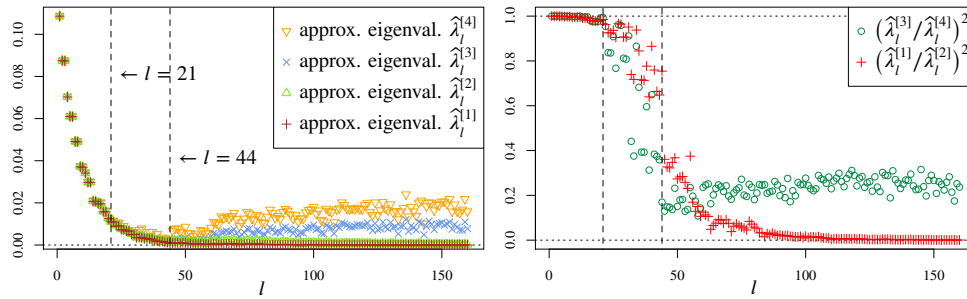 0.00 0.02 0.04 0.06 0.08 0.10
0 50 100 150
l
← l = 21
← l = 44
approx. eigenval. λ̂_l^[4]
approx. eigenval. λ̂_l^[3]
approx. eigenval. λ̂_l^[2]
approx. eigenval. λ̂_l^[1]
0.0 0.2 0.4 0.6 0.8 1.0
0 50 100 150
l
(λ̂_l^[3]/λ̂_l^[4])^2
(λ̂_l^[1]/λ̂_l^[2])^2